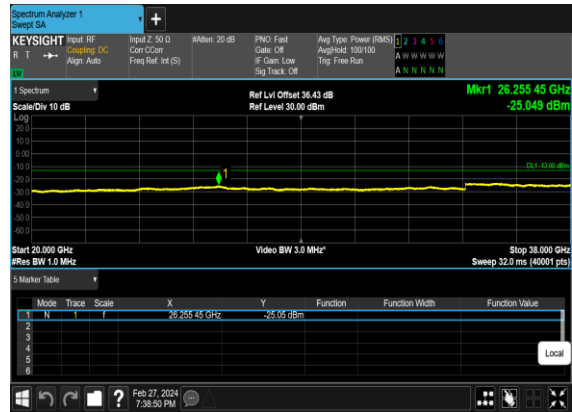 Spectrum Analyzer 1
Swept SA
KEYSIGHT Input: RF Input Z: 50 Ω #Atten: 20 dB PNO: Fast Avg Type: Power (RMS) 1 2 3 4 5 6
R T Coupling: DC Corr CCorr Gate: Off Avg|Hold: 100/100 A W W W W W
Align: Auto Freq Ref: Int (S) IF Gain: Low Trig: Free Run
Sig Track: Off A N N N N N
1 Spectrum
Scale/Div 10 dB
Ref Lvl Offset 36.43 dB
Ref Level 30.00 dBm
Mkr1 26.255 45 GHz
-25.049 dBm
Log
20.0
10.0
0.00
-10.0
DL1 -13.00 dBm
1
-20.0
-30.0
-40.0
-50.0
-60.0
Start 20.000 GHz Video BW 3.0 MHz* Stop 38.000 GHz
#Res BW 1.0 MHz Sweep 32.0 ms (40001 pts)
5 Marker Table
Mode Trace Scale X Y Function Function Width Function Value
1 N 1 f 26.255 45 GHz -25.05 dBm
2
3
4
5
6
Local
? Feb 27, 2024
7:38:50 PM